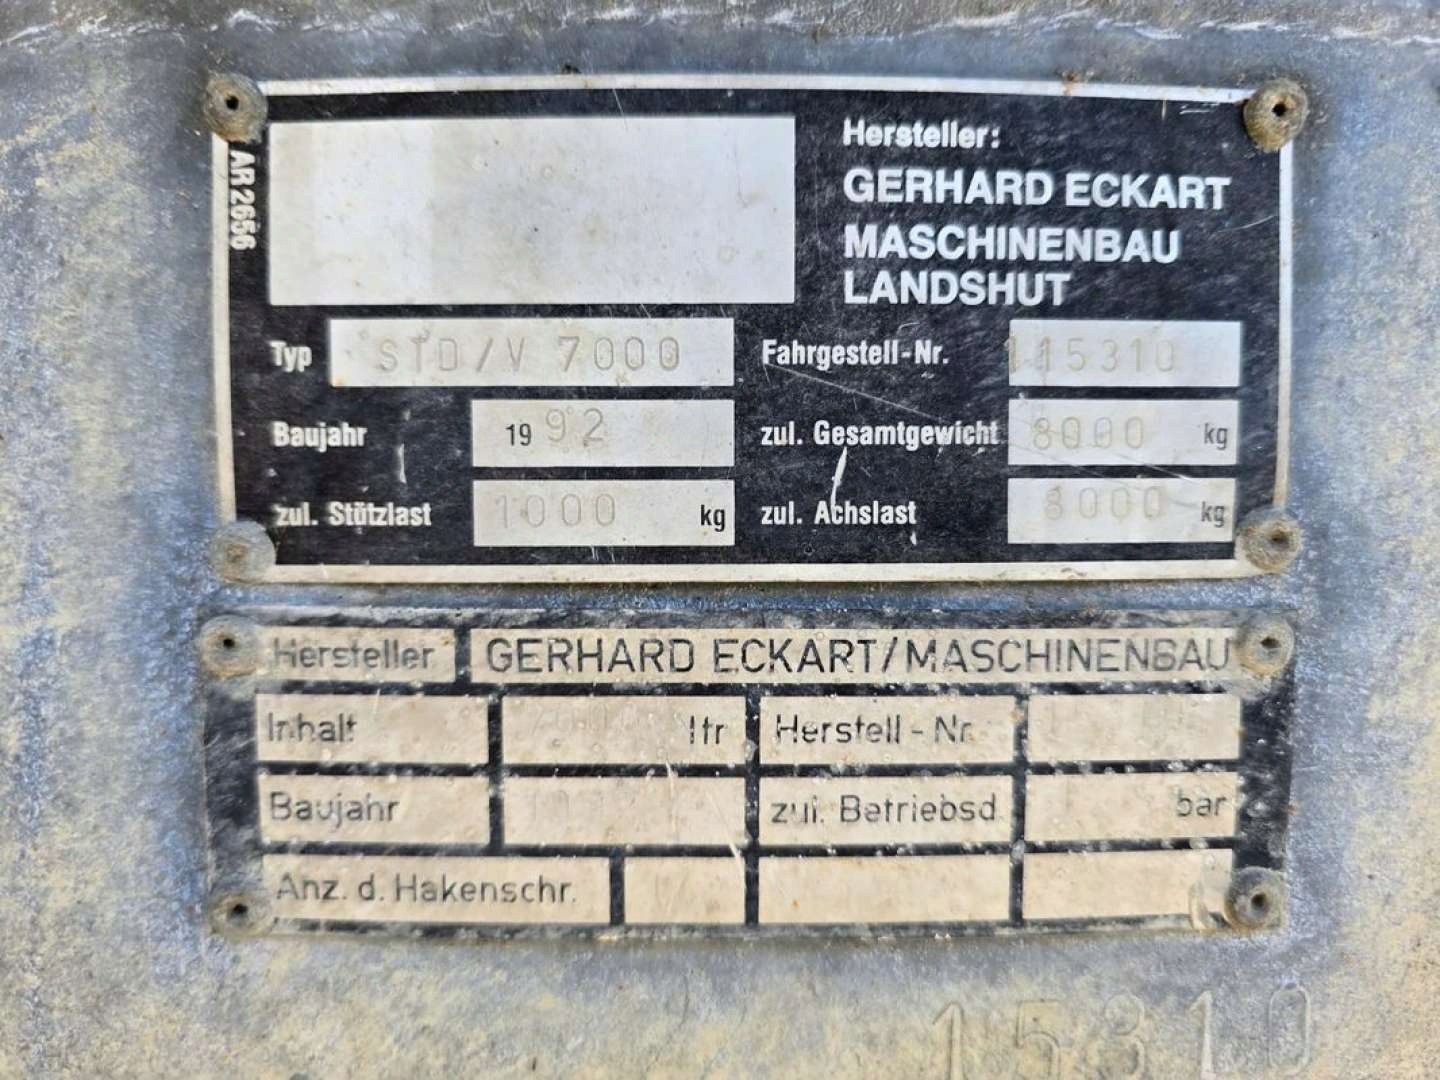 AR 2656
Hersteller:
GERHARD ECKART
MASCHINENBAU
LANDSHUT
Typ STD/V 7000 Fahrgestell-Nr. 115310
Baujahr 19 92 zul. Gesamtgewicht 8000 kg
zul. Stützlast 1000 kg zul. Achslast 8000 kg
Hersteller GERHARD ECKART/MASCHINENBAU
Inhalt ltr Herstell-Nr.
Baujahr zul. Betriebsd. bar
Anz. d. Hakenschr.
15310